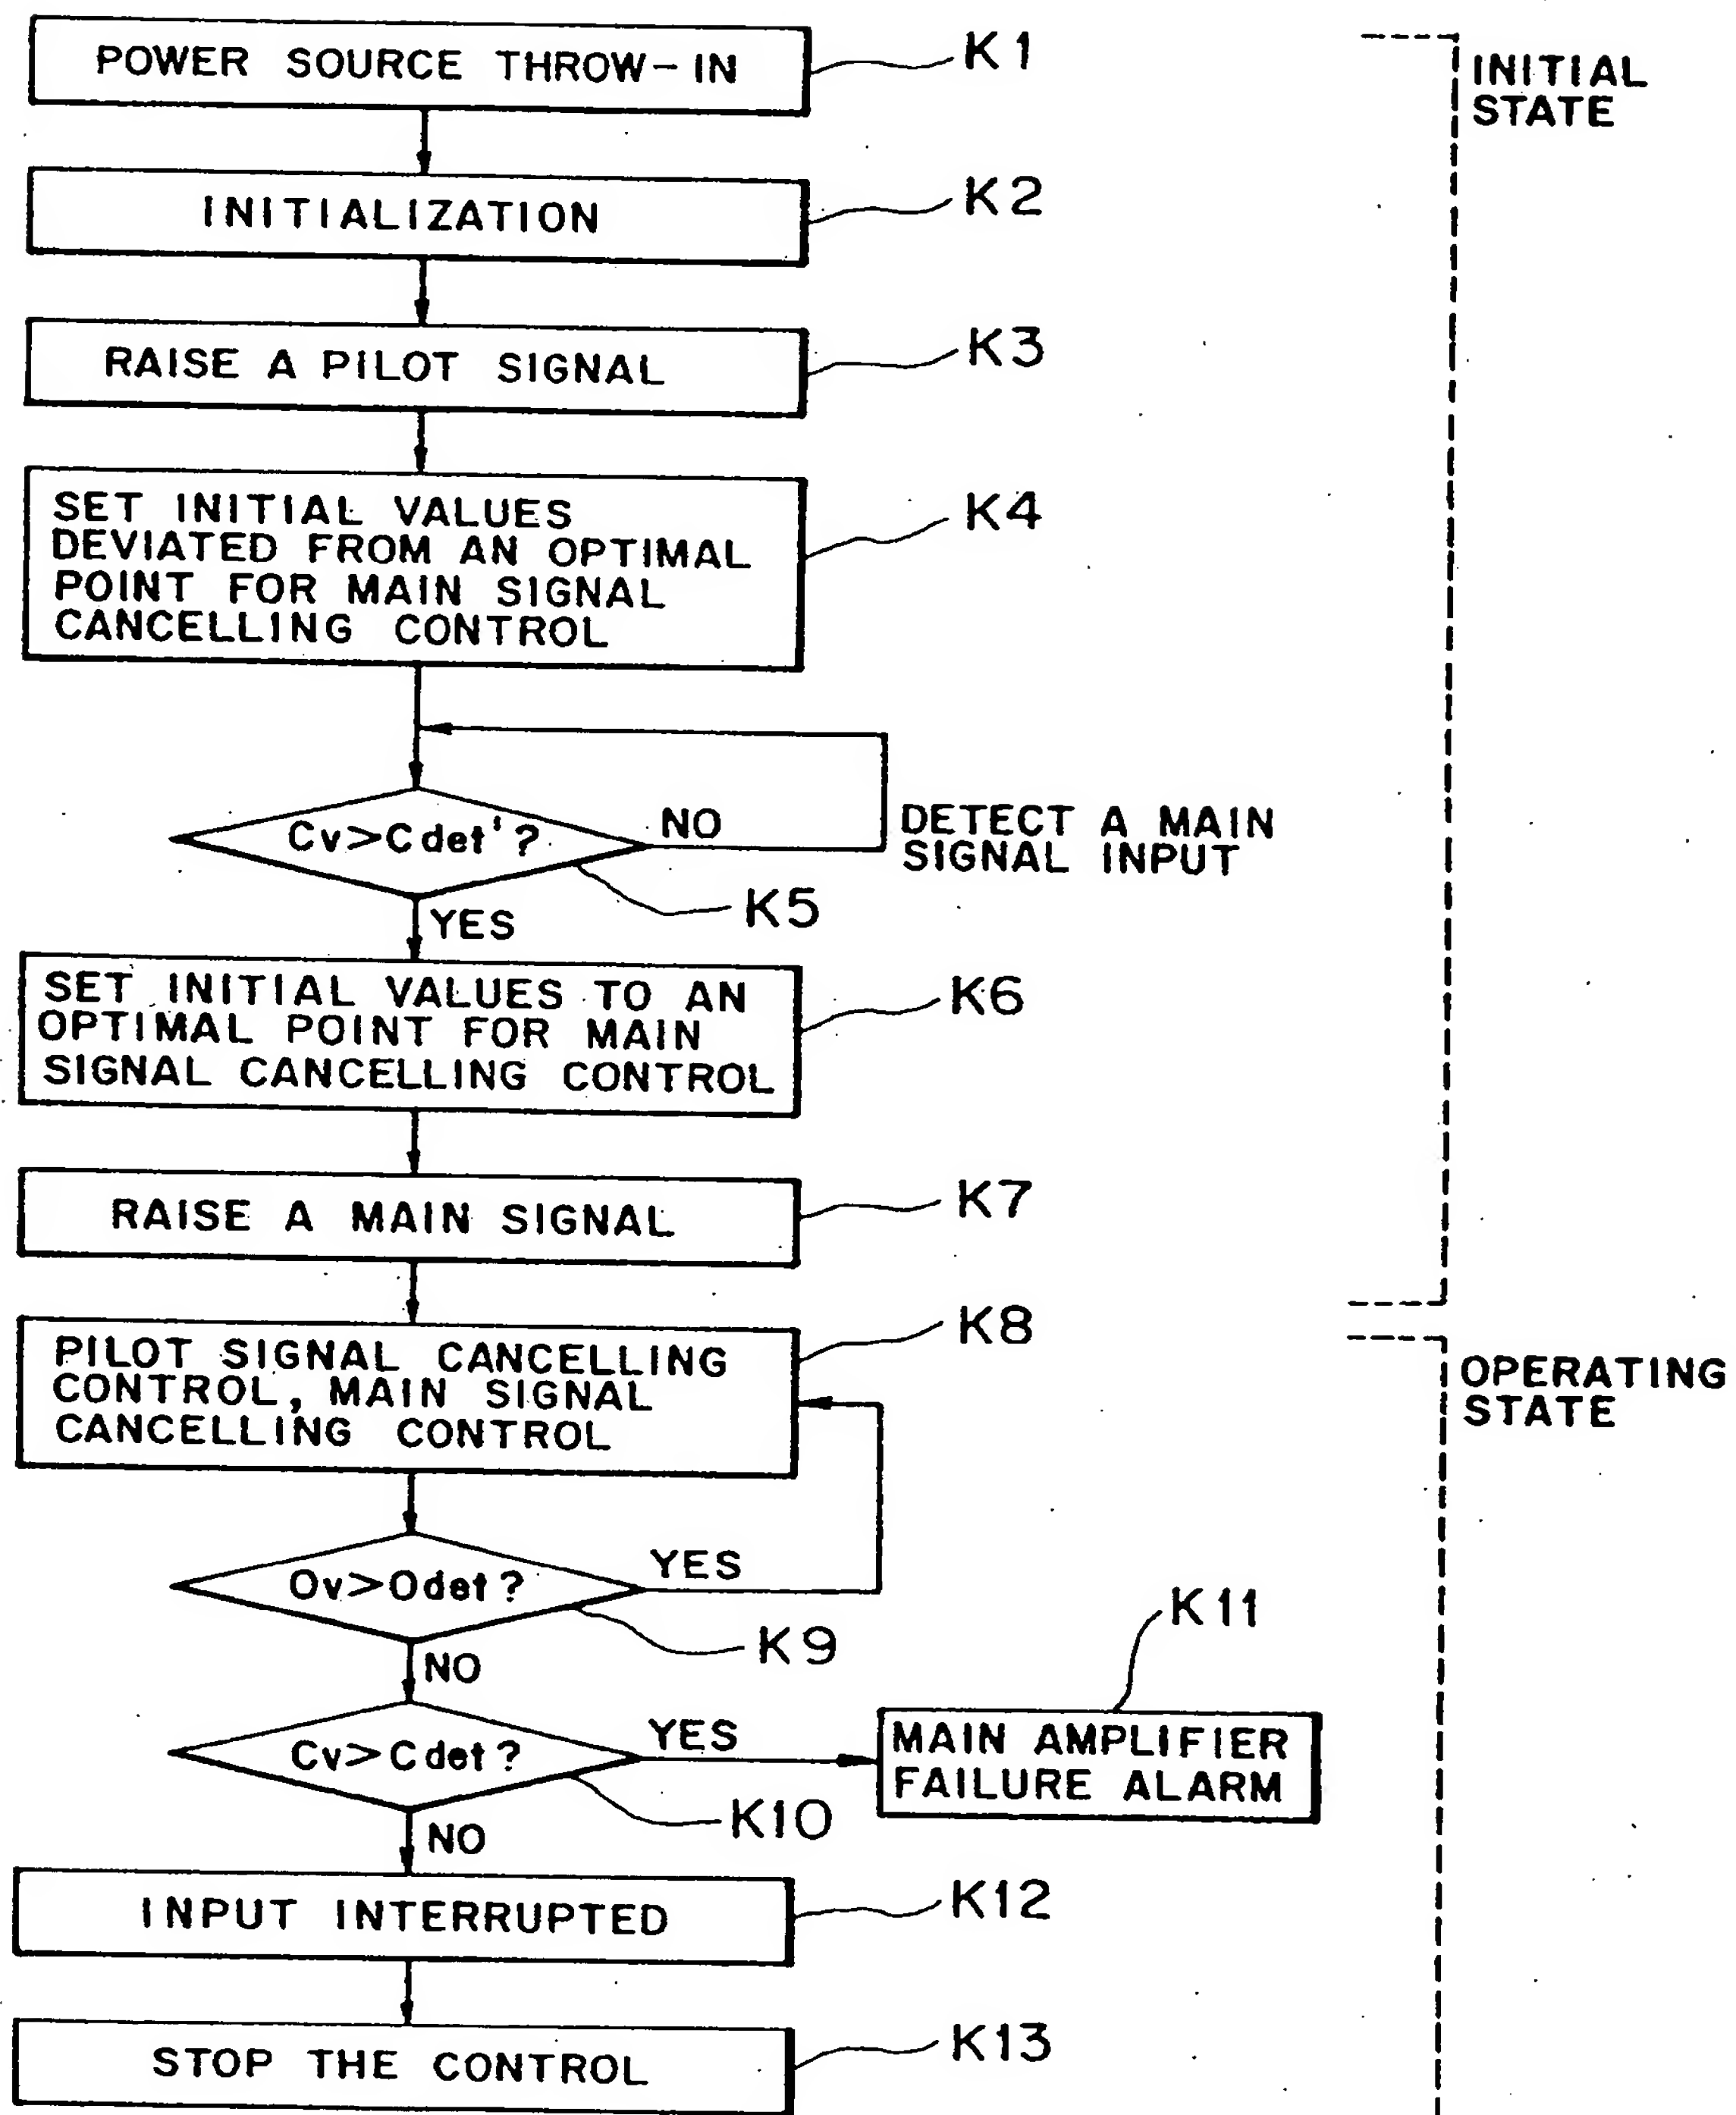 POWER SOURCE THROW-IN
K1
INITIAL
STATE
INITIALIZATION
K2
RAISE A PILOT SIGNAL
K3
SET INITIAL VALUES
DEVIATED FROM AN OPTIMAL
POINT FOR MAIN SIGNAL
CANCELLING CONTROL
K4
Cv>Cdet'?
NO
DETECT A MAIN
SIGNAL INPUT
K5
YES
SET INITIAL VALUES TO AN
OPTIMAL POINT FOR MAIN
SIGNAL CANCELLING CONTROL
K6
RAISE A MAIN SIGNAL
K7
PILOT SIGNAL CANCELLING
CONTROL, MAIN SIGNAL
CANCELLING CONTROL
K8
OPERATING
STATE
Ov>Odet?
YES
K9
NO
Cv>Cdet?
YES
K10
K11
MAIN AMPLIFIER
FAILURE ALARM
NO
INPUT INTERRUPTED
K12
STOP THE CONTROL
K13